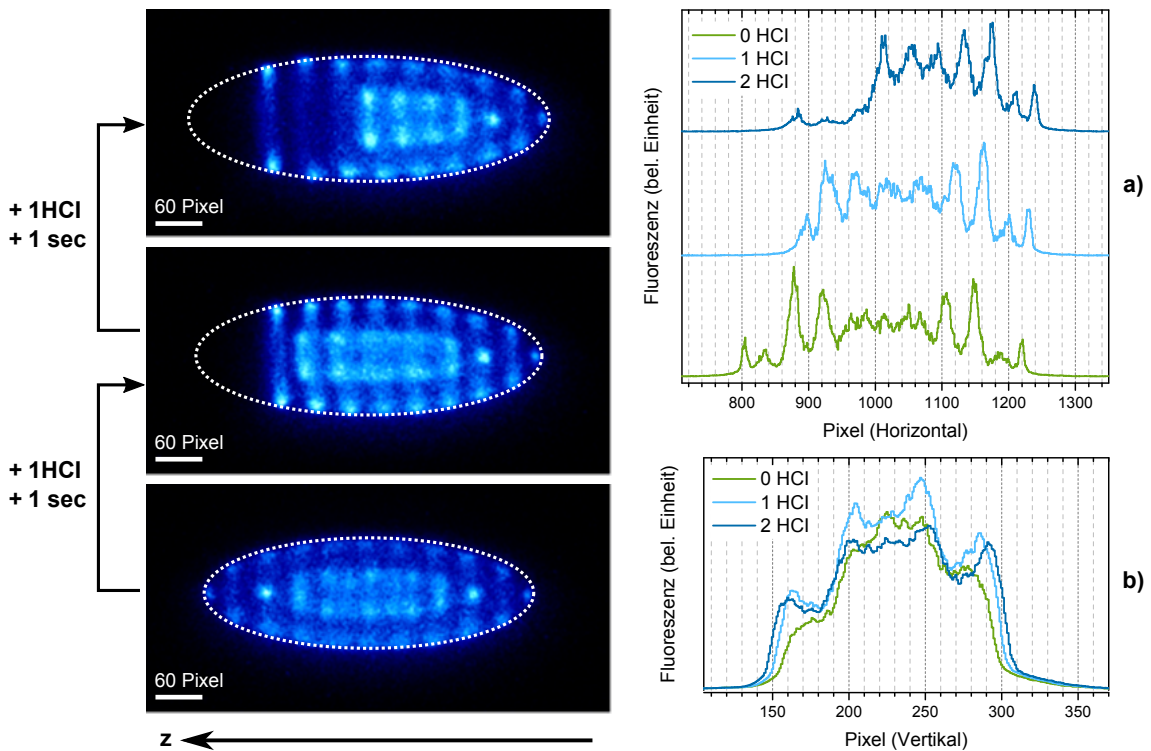 + 1HCI
+ 1 sec
+ 1HCI
+ 1 sec
60 Pixel
60 Pixel
60 Pixel
z
Fluoreszenz (bel. Einheit)
0 HCI
1 HCI
2 HCI
800 900 1000 1100 1200 1300
Pixel (Horizontal)
a)
Fluoreszenz (bel. Einheit)
0 HCI
1 HCI
2 HCI
150 200 250 300 350
Pixel (Vertikal)
b)